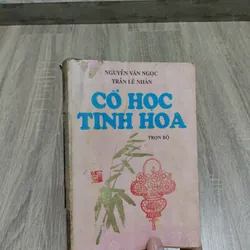 NGUYỄN VĂN NGỌC
TRẦN LÊ NHÂN
CỔ HỌC
TINH HOA
TRỌN BỘ